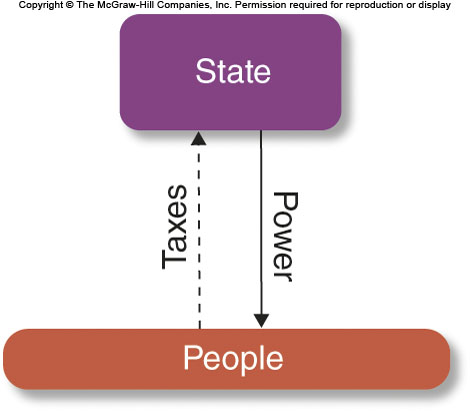 Copyright © The McGraw-Hill Companies, Inc. Permission required for reproduction or display
State
Taxes
Power
People